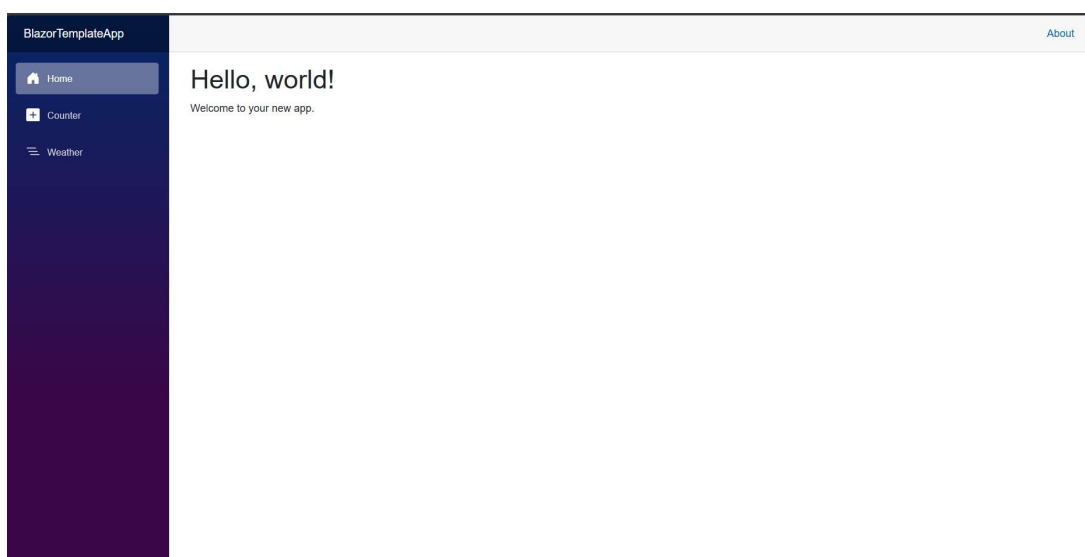 BlazorTemplateApp
About
Home
Counter
Weather
Hello, world!
Welcome to your new app.